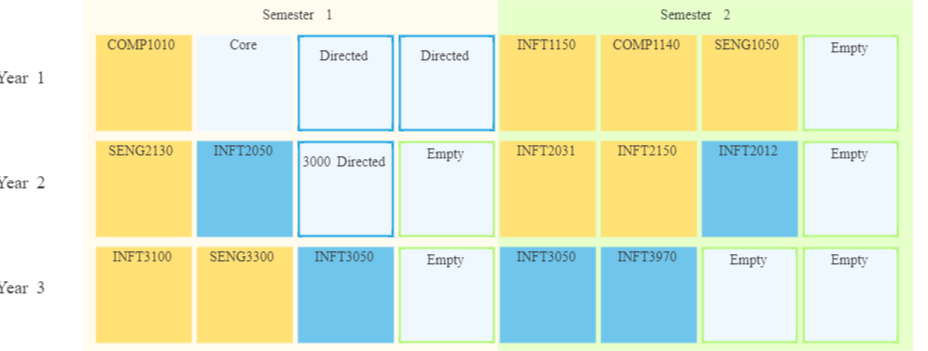 Semester 1 Semester 2
COMP1010 Core Directed Directed INFT1150 COMP1140 SENG1050 Empty
Year 1
SENG2130 INFT2050 3000 Directed Empty INFT2031 INFT2150 INFT2012 Empty
Year 2
INFT3100 SENG3300 INFT3050 Empty INFT3050 INFT3970 Empty Empty
Year 3